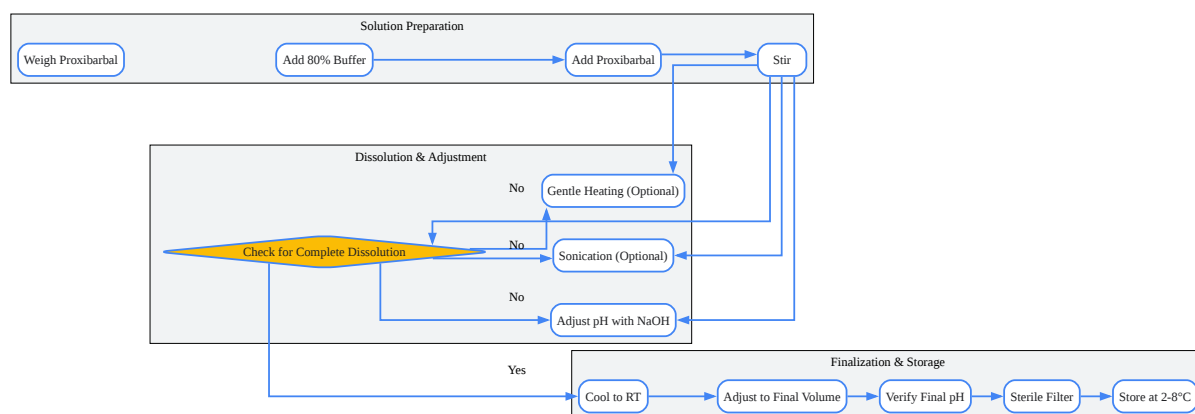 Solution Preparation
Weigh Proxibarbal
Add 80% Buffer
Add Proxibarbal
Stir
Dissolution & Adjustment
No
Gentle Heating (Optional)
Check for Complete Dissolution
No
Sonication (Optional)
No
Adjust pH with NaOH
Yes
Finalization & Storage
Cool to RT
Adjust to Final Volume
Verify Final pH
Sterile Filter
Store at 2-8°C